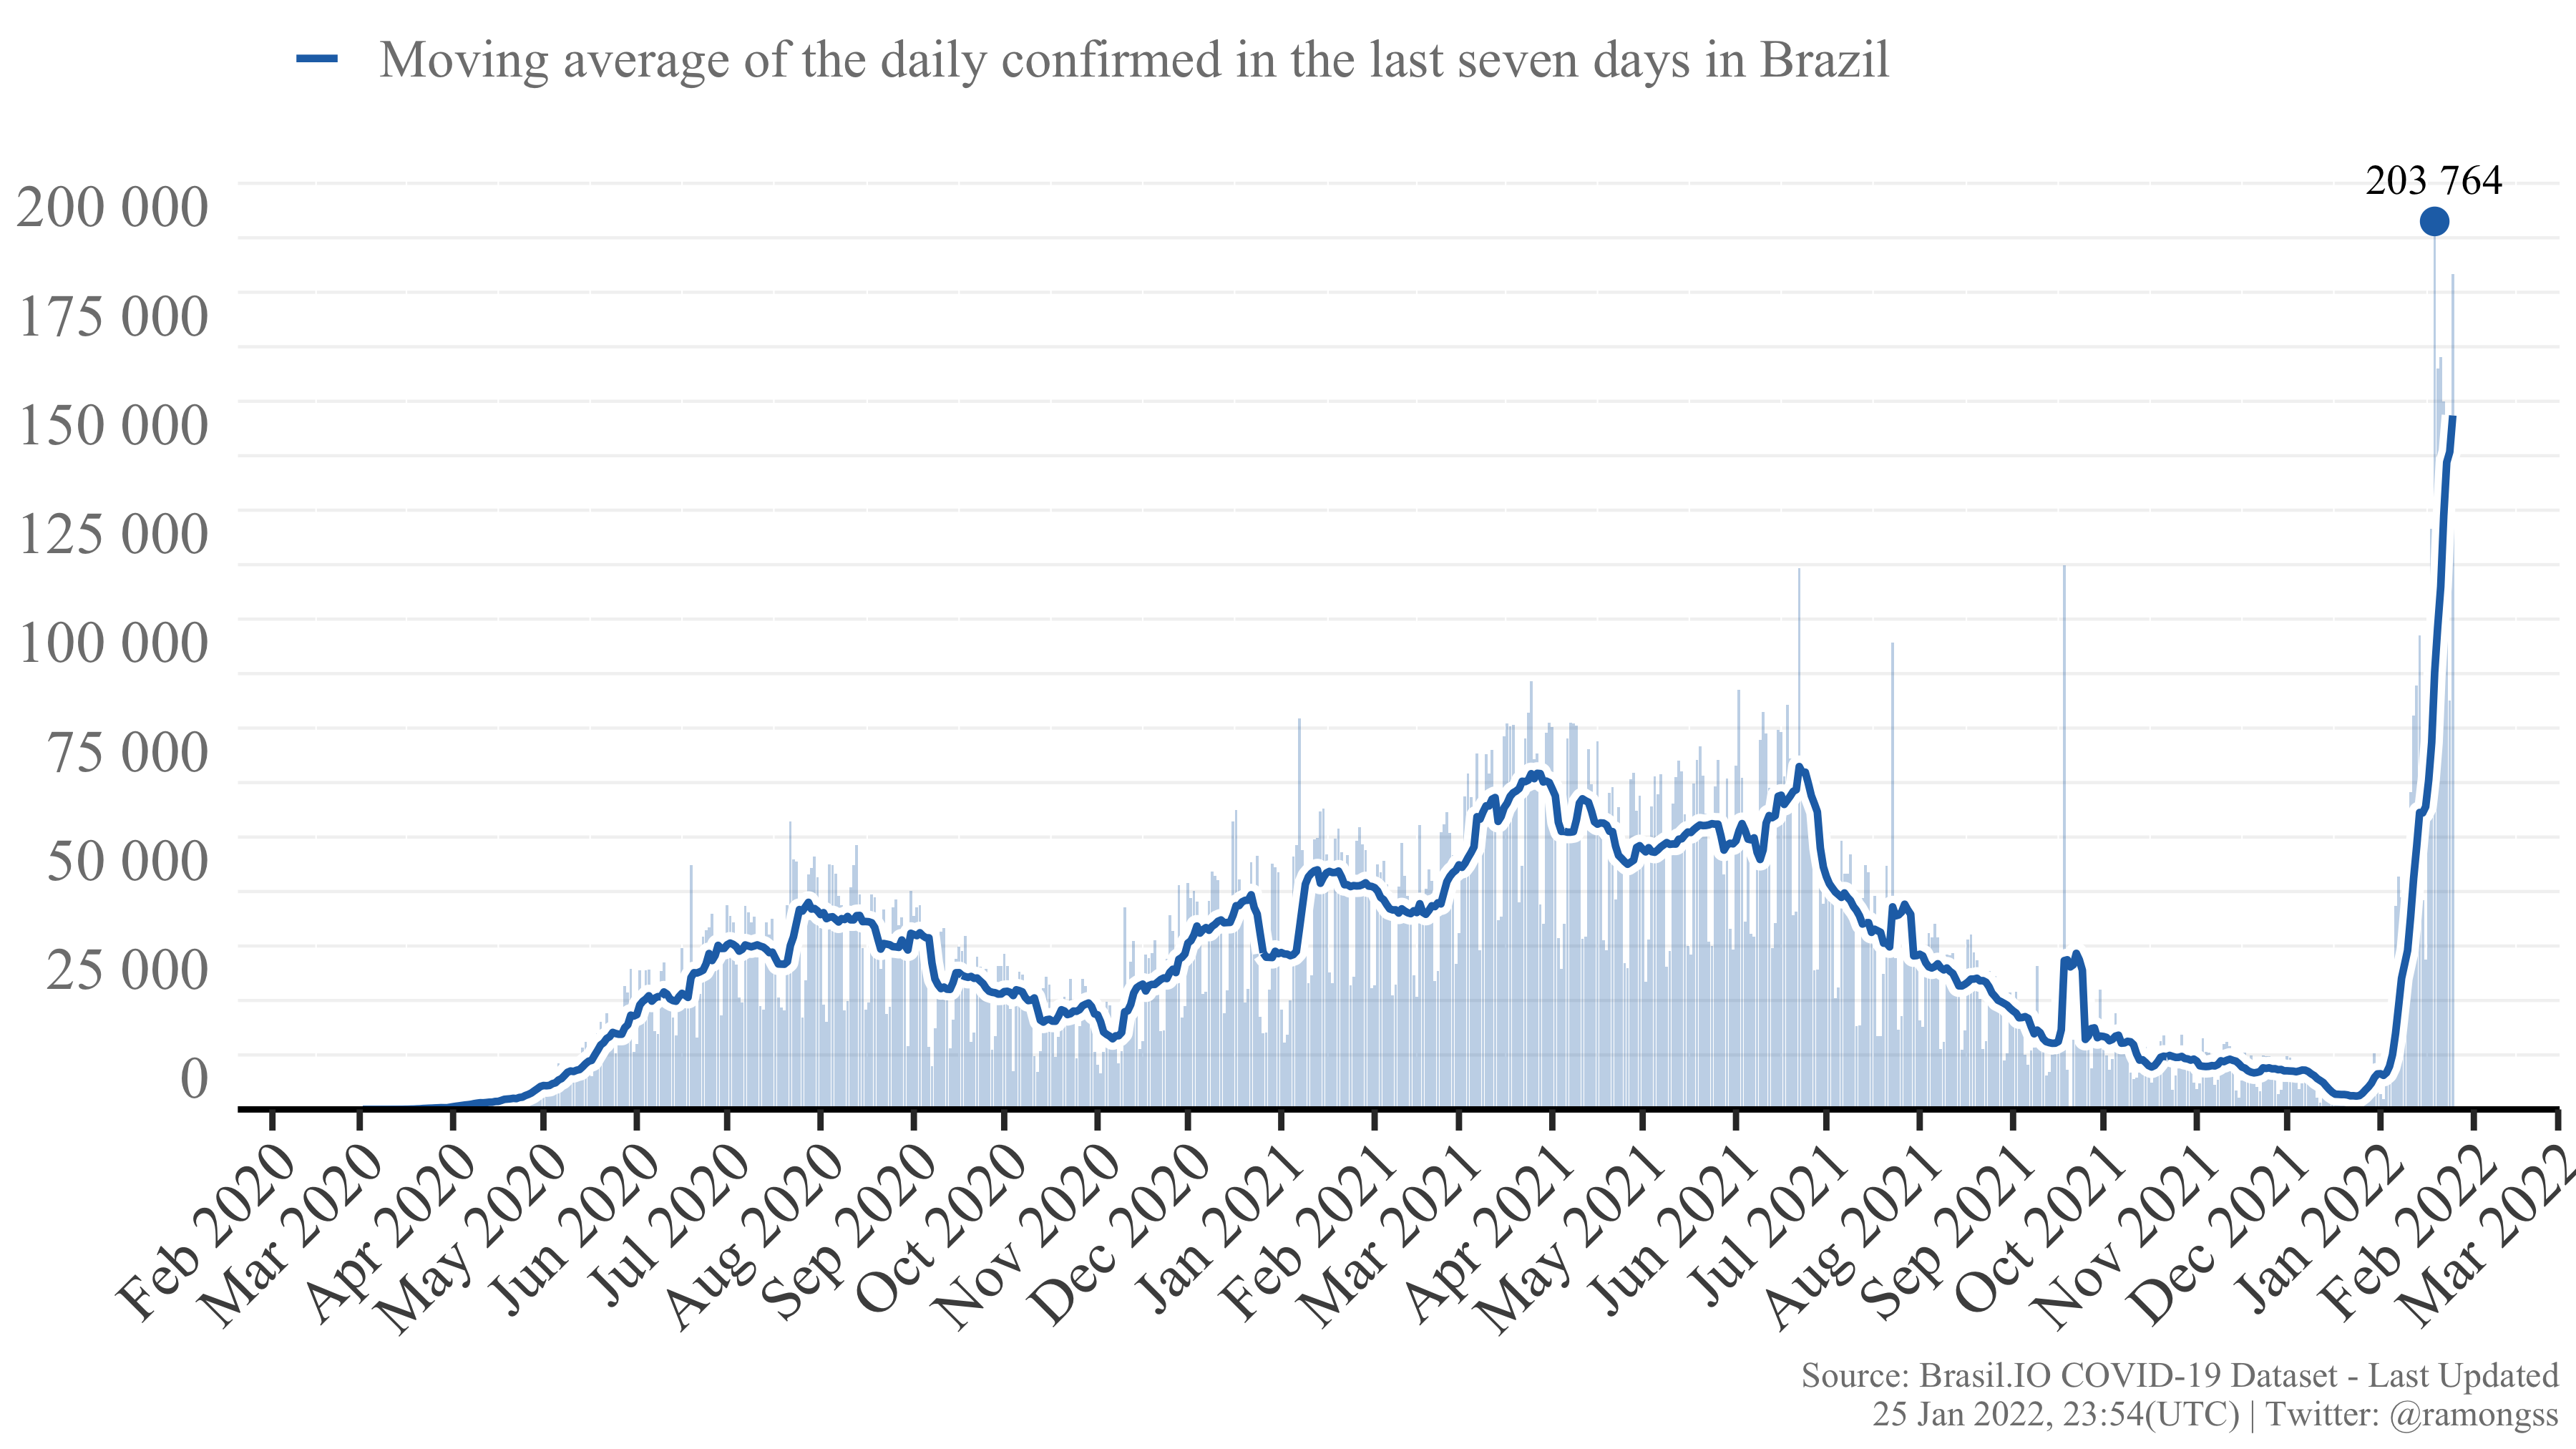 Moving average of the daily confirmed in the last seven days in Brazil
203 764
200 000
175 000
150 000
125 000
100 000
75 000
50 000
25 000
0
Feb 2020
Mar 2020
Apr 2020
May 2020
Jun 2020
Jul 2020
Aug 2020
Sep 2020
Oct 2020
Nov 2020
Dec 2020
Jan 2021
Feb 2021
Mar 2021
Apr 2021
May 2021
Jun 2021
Jul 2021
Aug 2021
Sep 2021
Oct 2021
Nov 2021
Dec 2021
Jan 2022
Feb 2022
Mar 2022
Source: Brasil.IO COVID-19 Dataset - Last Updated
25 Jan 2022, 23:54(UTC) | Twitter: @ramongss